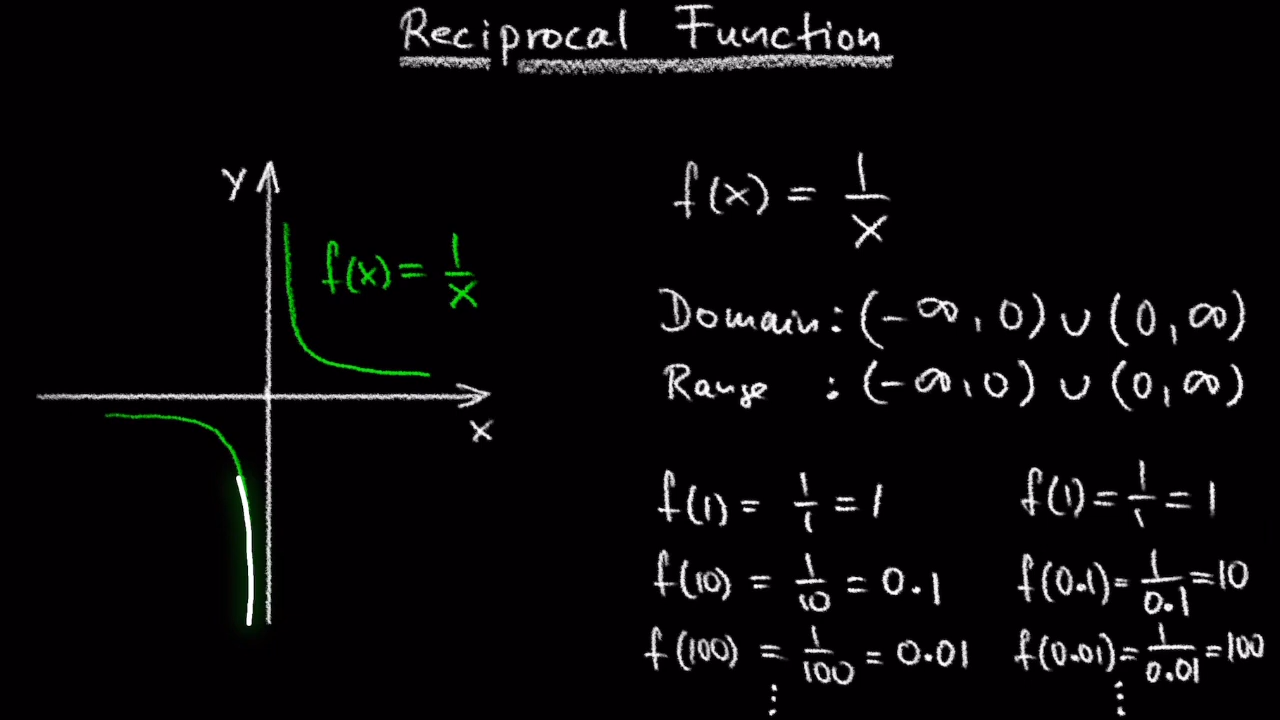 Reciprocal Function
y
f(x) = 1/x
x
f(x) = 1/x
Domain : (-∞, 0) ∪ (0, ∞)
Range : (-∞, 0) ∪ (0, ∞)
f(1) = 1/1 = 1
f(10) = 1/10 = 0.1
f(100) = 1/100 = 0.01
⋮
f(1) = 1/1 = 1
f(0.1) = 1/0.1 = 10
f(0.01) = 1/0.01 = 100
⋮